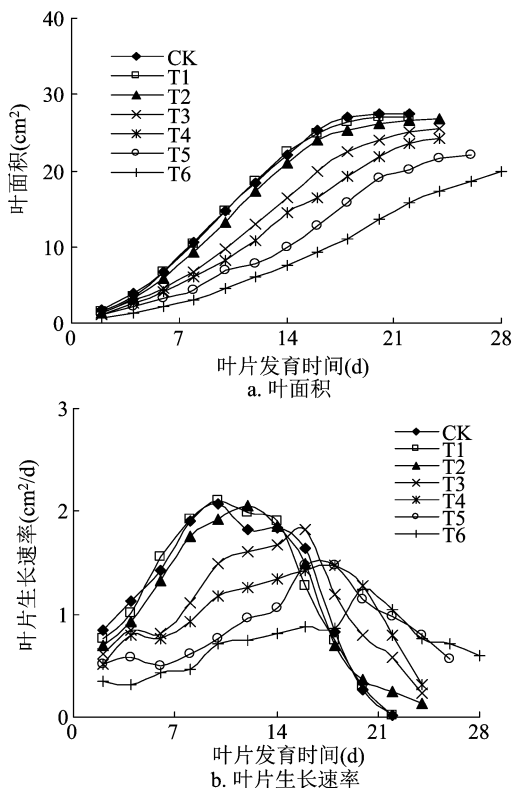 40
30
20
10
0
叶面积(cm²)
CK
T1
T2
T3
T4
T5
T6
7
14
21
28
叶片发育时间(d)
a. 叶面积
3
2
1
0
叶片生长速率(cm²/d)
CK
T1
T2
T3
T4
T5
T6
7
14
21
28
叶片发育时间(d)
b. 叶片生长速率